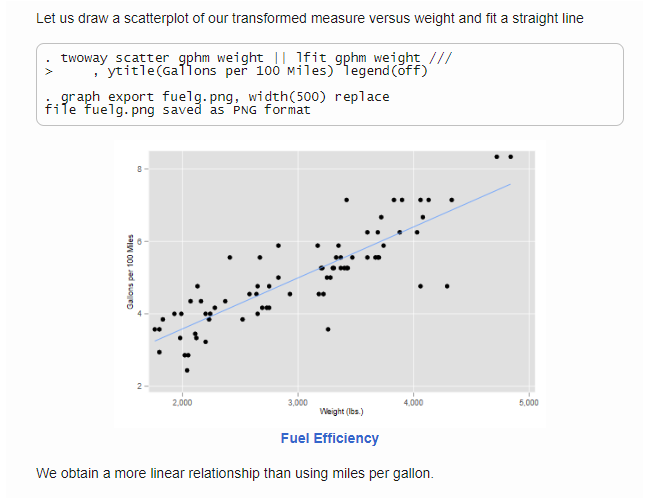 Let us draw a scatterplot of our transformed measure versus weight and fit a straight line
. twoway scatter gphm weight || lfit gphm weight ///
> , ytitle(Gallons per 100 Miles) legend(off)
. graph export fuelg.png, width(500) replace
file fuelg.png saved as PNG format
8
6
4
2
Gallons per 100 Miles
2,000 3,000 4,000 5,000
Weight (lbs.)
Fuel Efficiency
We obtain a more linear relationship than using miles per gallon.